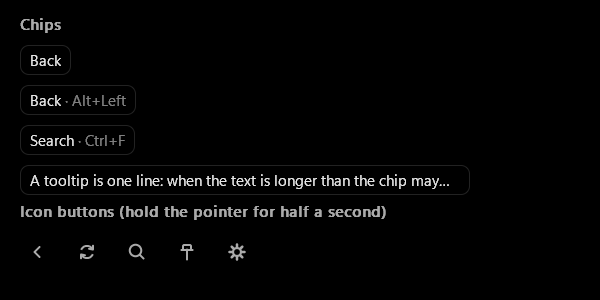 Chips
Back
Back · Alt+Left
Search · Ctrl+F
A tooltip is one line: when the text is longer than the chip may...
Icon buttons (hold the pointer for half a second)